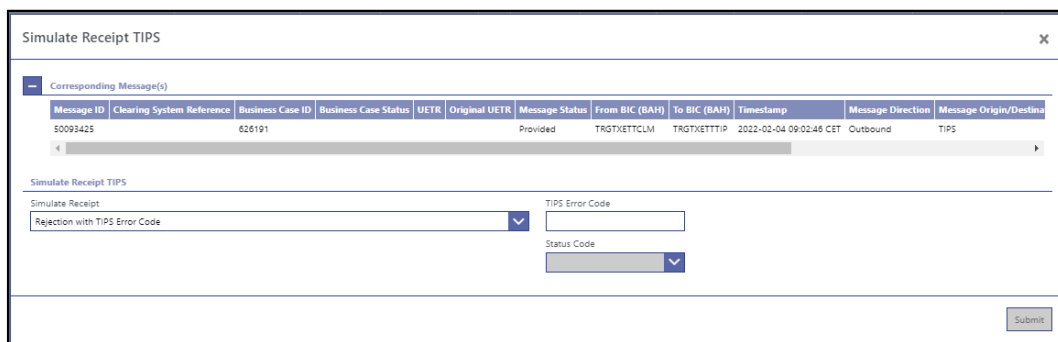 Simulate Receipt TIPS
Corresponding Message(s)
Message ID Clearing System Reference Business Case ID Business Case Status UETR Original UETR Message Status From BIC (BAH) To BIC (BAH) Timestamp Message Direction Message Origin/Destina
50093425 626191 Provided TRGTXETTCLM TRGTXETTTIP 2022-02-04 09:02:46 CET Outbound TIPS
Simulate Receipt TIPS
Simulate Receipt TIPS Error Code
Rejection with TIPS Error Code
Status Code
Submit